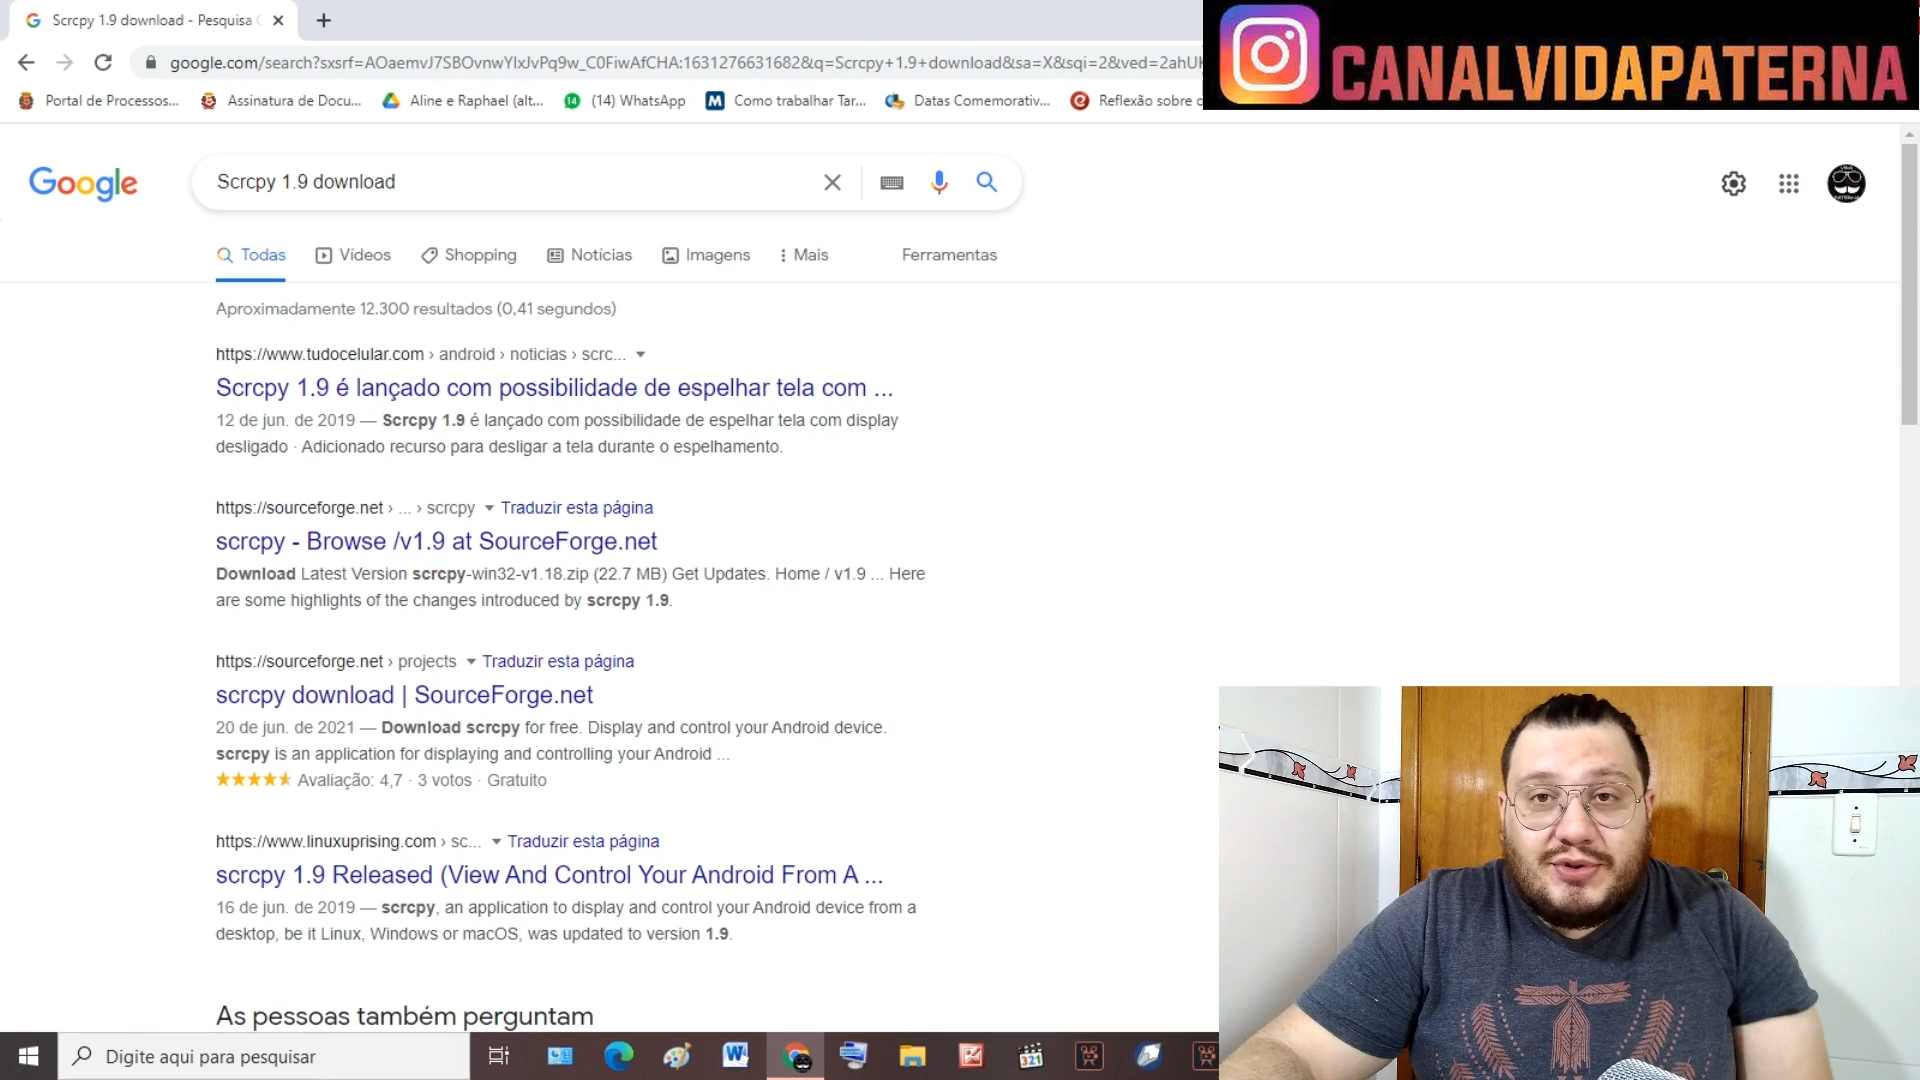 Scrcpy 1.9 download - Pesquisa
CANALVIDAPATERNA
google.com/search?sxsrf=AOaemvJ7SBOvnwYlxJvPq9w_C0FiwAfCHA:1631276631682&q=Scrcpy+1.9+download&sa=X&sqi=2&ved=2ahU
Portal de Processos... Assinatura de Docu... Aline e Raphael (alt... 14 (14) WhatsApp Como trabalhar Tar... Datas Comemorativ... Reflexão sobre
Google
Scrcpy 1.9 download
Todas Vídeos Shopping Notícias Imagens Mais Ferramentas
Aproximadamente 12.300 resultados (0,41 segundos)
https://www.tudocelular.com › android › noticias › scrc...
Scrcpy 1.9 é lançado com possibilidade de espelhar tela com ...
12 de jun. de 2019 — Scrcpy 1.9 é lançado com possibilidade de espelhar tela com display
desligado · Adicionado recurso para desligar a tela durante o espelhamento.
https://sourceforge.net › ... › scrcpy Traduzir esta página
scrcpy - Browse /v1.9 at SourceForge.net
Download Latest Version scrcpy-win32-v1.18.zip (22.7 MB) Get Updates. Home / v1.9 ... Here
are some highlights of the changes introduced by scrcpy 1.9.
https://sourceforge.net › projects Traduzir esta página
scrcpy download | SourceForge.net
20 de jun. de 2021 — Download scrcpy for free. Display and control your Android device.
scrcpy is an application for displaying and controlling your Android ...
Avaliação: 4,7 · 3 votos · Gratuito
https://www.linuxuprising.com › sc... Traduzir esta página
scrcpy 1.9 Released (View And Control Your Android From A ...
16 de jun. de 2019 — scrcpy, an application to display and control your Android device from a
desktop, be it Linux, Windows or macOS, was updated to version 1.9.
As pessoas também perguntam
Digite aqui para pesquisar
321